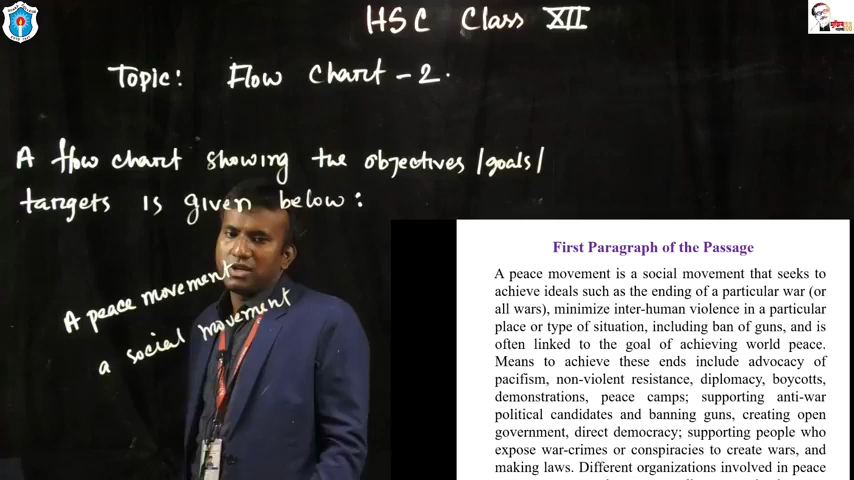 HSC Class XII
Topic: Flow Chart - 2.
A flow chart showing the objectives /goals/
targets is given below:
A peace movement
a social movement
First Paragraph of the Passage
A peace movement is a social movement that seeks to
achieve ideals such as the ending of a particular war (or
all wars), minimize inter-human violence in a particular
place or type of situation, including ban of guns, and is
often linked to the goal of achieving world peace.
Means to achieve these ends include advocacy of
pacifism, non-violent resistance, diplomacy, boycotts,
demonstrations, peace camps; supporting anti-war
political candidates and banning guns, creating open
government, direct democracy; supporting people who
expose war-crimes or conspiracies to create wars, and
making laws. Different organizations involved in peace